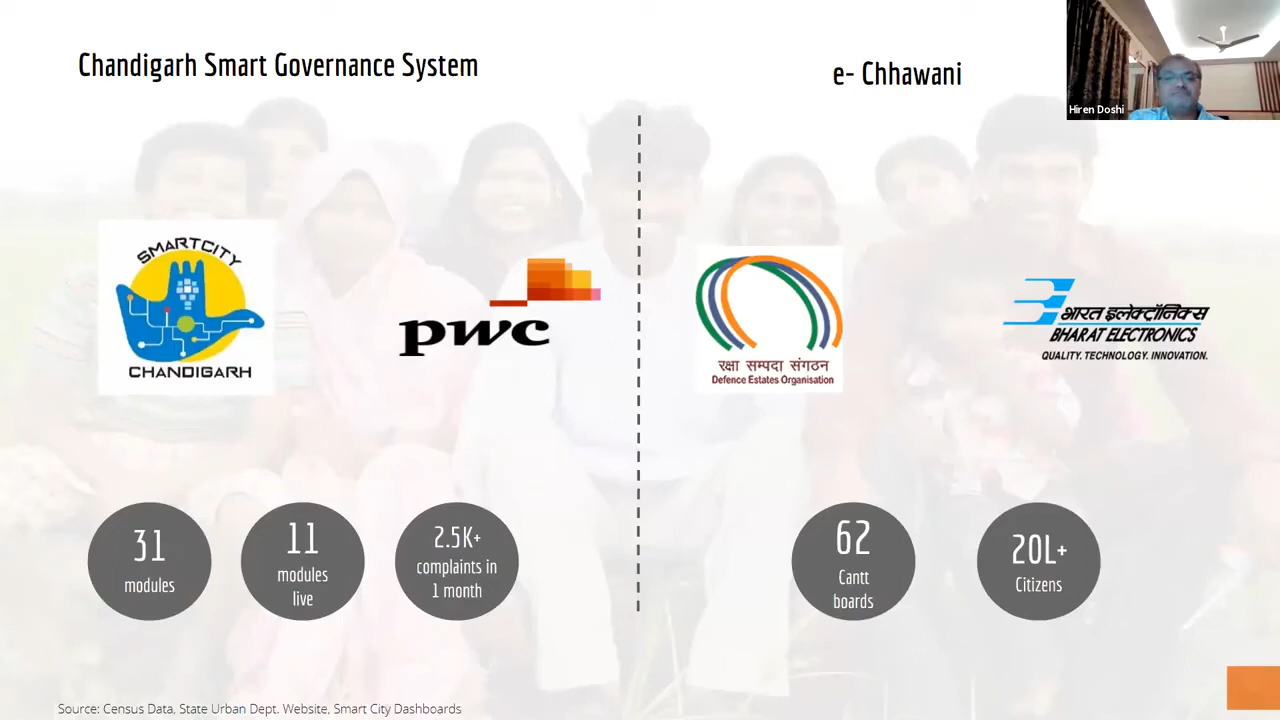 Chandigarh Smart Governance System
e- Chhawani
Hiren Doshi
SMARTCITY
CHANDIGARH
pwc
रक्षा सम्पदा संगठन
Defence Estates Organisation
भारत इलेक्ट्रॉनिक्स
BHARAT ELECTRONICS
QUALITY. TECHNOLOGY. INNOVATION.
31
modules
11
modules
live
2.5K+
complaints in
1 month
62
Cantt
boards
20L+
Citizens
Source: Census Data, State Urban Dept. Website, Smart City Dashboards